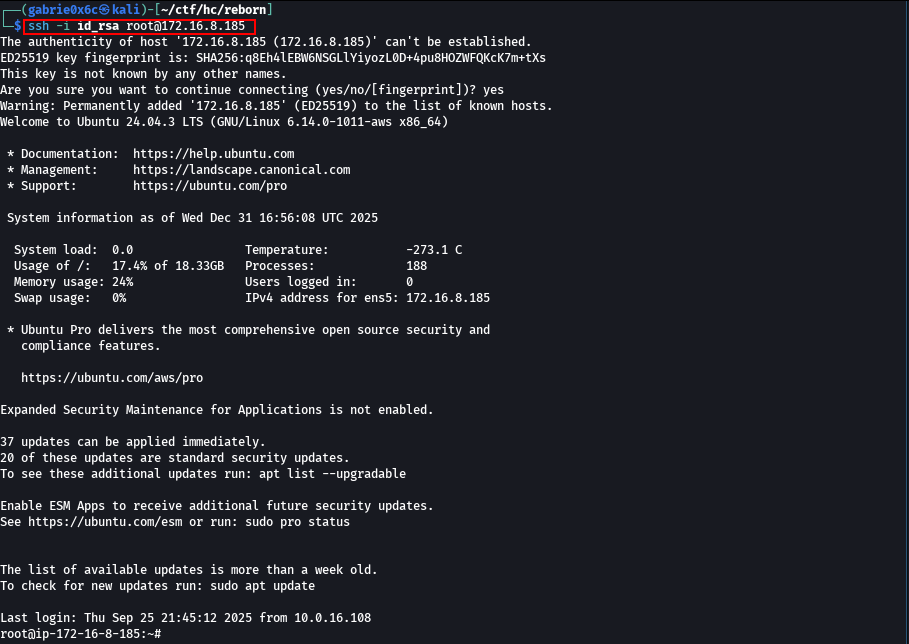 ┌──(gabrie0x6c㉿kali)-[~/ctf/hc/reborn]
└─$ ssh -i id_rsa root@172.16.8.185
The authenticity of host '172.16.8.185 (172.16.8.185)' can't be established.
ED25519 key fingerprint is: SHA256:q8Eh4lEBW6NSGLlYiyozL0D+4pu8HOZWFQKcK7m+tXs
This key is not known by any other names.
Are you sure you want to continue connecting (yes/no/[fingerprint])? yes
Warning: Permanently added '172.16.8.185' (ED25519) to the list of known hosts.
Welcome to Ubuntu 24.04.3 LTS (GNU/Linux 6.14.0-1011-aws x86_64)

 * Documentation:  https://help.ubuntu.com
 * Management:     https://landscape.canonical.com
 * Support:        https://ubuntu.com/pro

 System information as of Wed Dec 31 16:56:08 UTC 2025

  System load:  0.0                Temperature:           -273.1 C
  Usage of /:   17.4% of 18.33GB   Processes:             188
  Memory usage: 24%                Users logged in:       0
  Swap usage:   0%                 IPv4 address for ens5: 172.16.8.185

 * Ubuntu Pro delivers the most comprehensive open source security and
   compliance features.

   https://ubuntu.com/aws/pro

Expanded Security Maintenance for Applications is not enabled.

37 updates can be applied immediately.
20 of these updates are standard security updates.
To see these additional updates run: apt list --upgradable

Enable ESM Apps to receive additional future security updates.
See https://ubuntu.com/esm or run: sudo pro status


The list of available updates is more than a week old.
To check for new updates run: sudo apt update

Last login: Thu Sep 25 21:45:12 2025 from 10.0.16.108
root@ip-172-16-8-185:~#